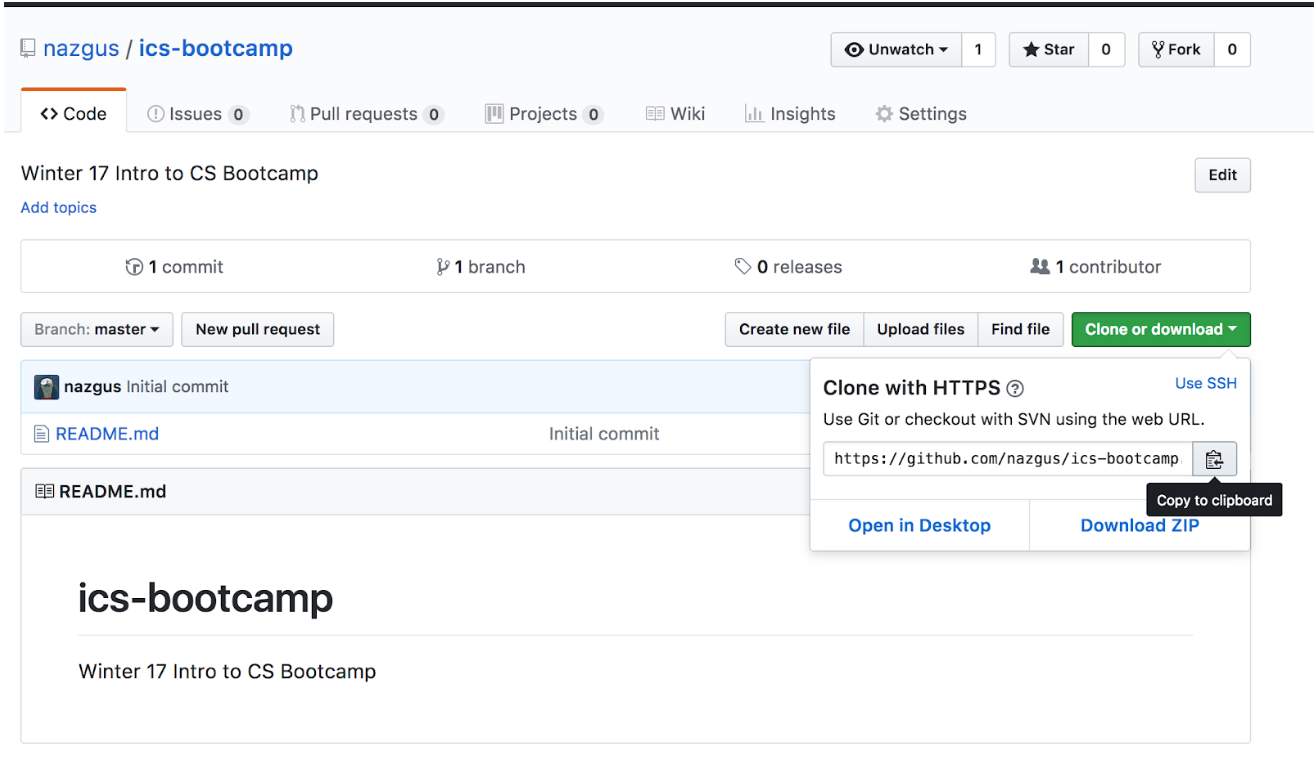 nazgus / ics-bootcamp
Unwatch 1 Star 0 Fork 0
<> Code Issues 0 Pull requests 0 Projects 0 Wiki Insights Settings
Winter 17 Intro to CS Bootcamp Edit
Add topics
1 commit 1 branch 0 releases 1 contributor
Branch: master New pull request Create new file Upload files Find file Clone or download
nazgus Initial commit
README.md Initial commit
Clone with HTTPS ? Use SSH
Use Git or checkout with SVN using the web URL.
https://github.com/nazgus/ics-bootcamp.
Copy to clipboard
Open in Desktop Download ZIP
README.md
ics-bootcamp
Winter 17 Intro to CS Bootcamp